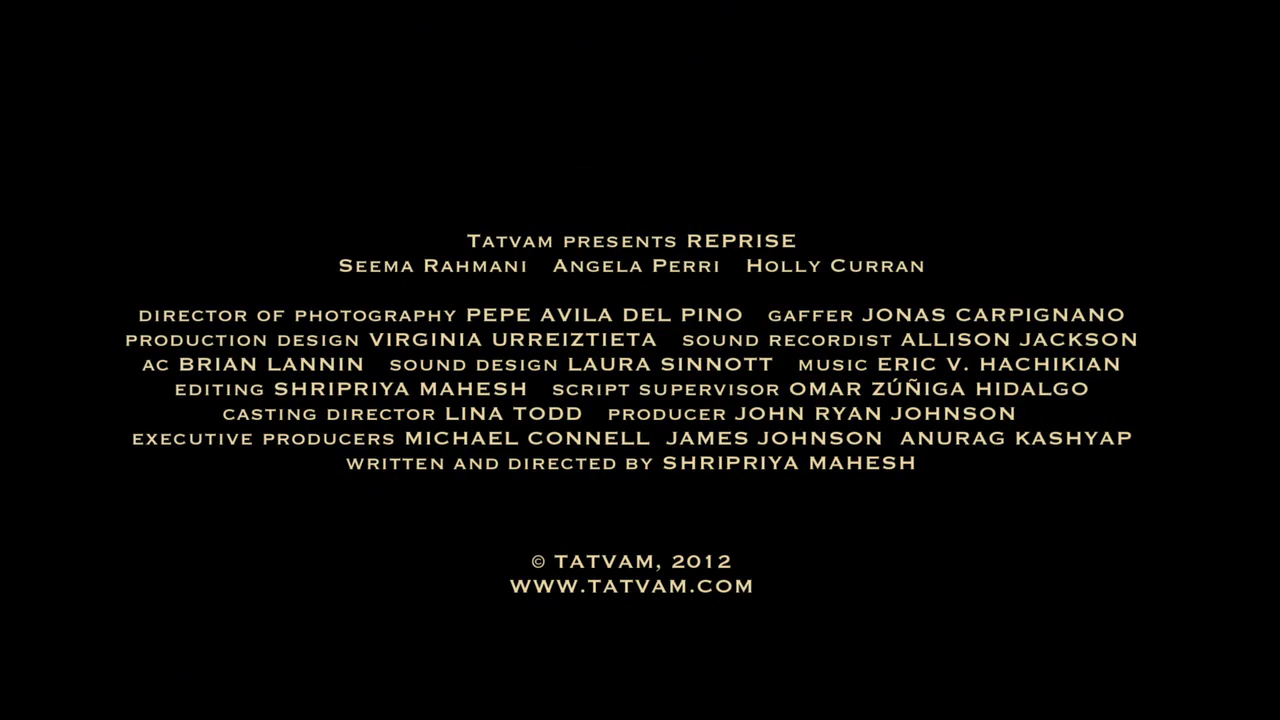 Tatvam presents REPRISE
Seema Rahmani Angela Perri Holly Curran
DIRECTOR OF PHOTOGRAPHY PEPE AVILA DEL PINO GAFFER JONAS CARPIGNANO
PRODUCTION DESIGN VIRGINIA URREIZTIETA SOUND RECORDIST ALLISON JACKSON
AC BRIAN LANNIN SOUND DESIGN LAURA SINNOTT MUSIC ERIC V. HACHIKIAN
EDITING SHRIPRIYA MAHESH SCRIPT SUPERVISOR OMAR ZÚÑIGA HIDALGO
CASTING DIRECTOR LINA TODD PRODUCER JOHN RYAN JOHNSON
EXECUTIVE PRODUCERS MICHAEL CONNELL JAMES JOHNSON ANURAG KASHYAP
WRITTEN AND DIRECTED BY SHRIPRIYA MAHESH
© TATVAM, 2012
WWW.TATVAM.COM